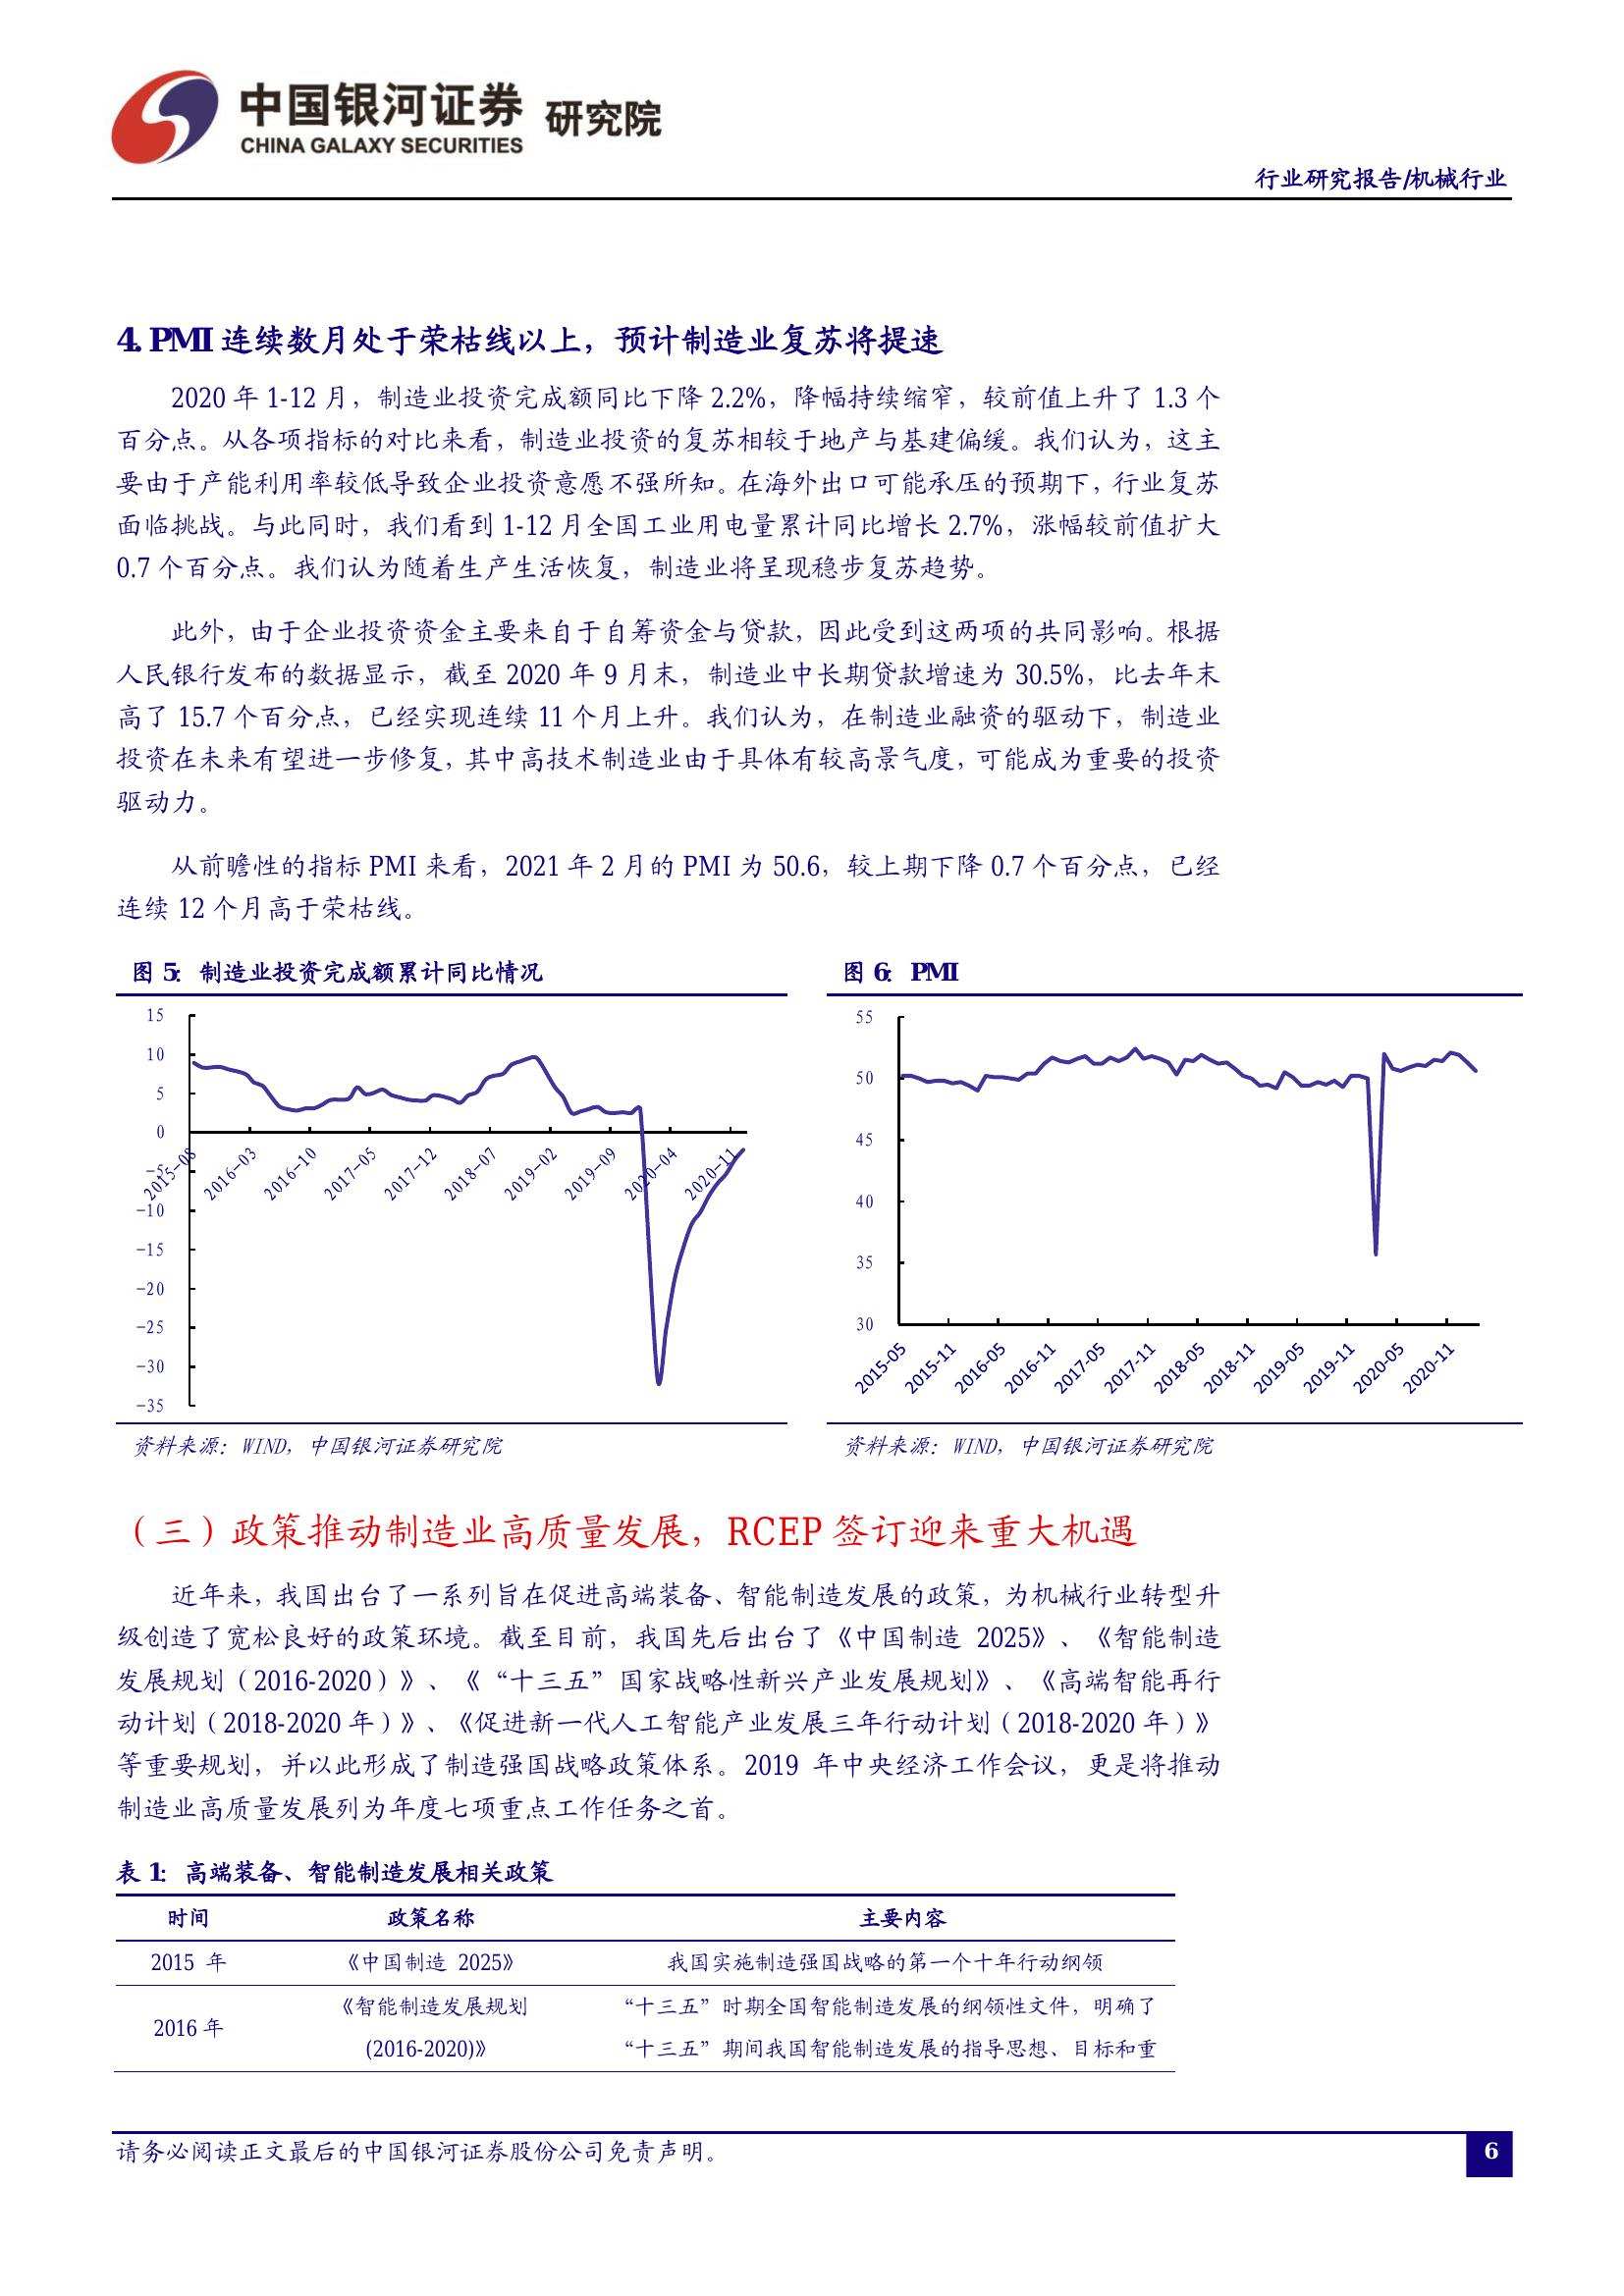 中国银河证券 研究院
CHINA GALAXY SECURITIES
行业研究报告/机械行业
4. PMI 连续数月处于荣枯线以上，预计制造业复苏将提速
2020 年 1-12 月，制造业投资完成额同比下降 2.2%，降幅持续缩窄，较前值上升了 1.3 个
百分点。从各项指标的对比来看，制造业投资的复苏相较于地产与基建偏缓。我们认为，这主
要由于产能利用率较低导致企业投资意愿不强所知。在海外出口可能承压的预期下，行业复苏
面临挑战。与此同时，我们看到 1-12 月全国工业用电量累计同比增长 2.7%，涨幅较前值扩大
0.7 个百分点。我们认为随着生产生活恢复，制造业将呈现稳步复苏趋势。
此外，由于企业投资资金主要来自于自筹资金与贷款，因此受到这两项的共同影响。根据
人民银行发布的数据显示，截至 2020 年 9 月末，制造业中长期贷款增速为 30.5%，比去年末
高了 15.7 个百分点，已经实现连续 11 个月上升。我们认为，在制造业融资的驱动下，制造业
投资在未来有望进一步修复，其中高技术制造业由于具体有较高景气度，可能成为重要的投资
驱动力。
从前瞻性的指标 PMI 来看，2021 年 2 月的 PMI 为 50.6，较上期下降 0.7 个百分点，已经
连续 12 个月高于荣枯线。
图 5：制造业投资完成额累计同比情况
15
10
5
0
-5
-10
-15
-20
-25
-30
-35
2015-08
2016-03
2016-10
2017-05
2017-12
2018-07
2019-02
2019-09
2020-04
2020-11
资料来源：WIND，中国银河证券研究院
图 6：PMI
55
50
45
40
35
30
2015-05
2015-11
2016-05
2016-11
2017-05
2017-11
2018-05
2018-11
2019-05
2019-11
2020-05
2020-11
资料来源：WIND，中国银河证券研究院
（三）政策推动制造业高质量发展，RCEP 签订迎来重大机遇
近年来，我国出台了一系列旨在促进高端装备、智能制造发展的政策，为机械行业转型升
级创造了宽松良好的政策环境。截至目前，我国先后出台了《中国制造 2025》、《智能制造
发展规划（2016-2020）》、《“十三五”国家战略性新兴产业发展规划》、《高端智能再行
动计划（2018-2020 年）》、《促进新一代人工智能产业发展三年行动计划（2018-2020 年）》
等重要规划，并以此形成了制造强国战略政策体系。2019 年中央经济工作会议，更是将推动
制造业高质量发展列为年度七项重点工作任务之首。
表 1：高端装备、智能制造发展相关政策
时间 政策名称 主要内容
2015 年 《中国制造 2025》 我国实施制造强国战略的第一个十年行动纲领
2016 年
《智能制造发展规划
(2016-2020)》
“十三五”时期全国智能制造发展的纲领性文件，明确了
“十三五”期间我国智能制造发展的指导思想、目标和重
请务必阅读正文最后的中国银河证券股份公司免责声明。
6